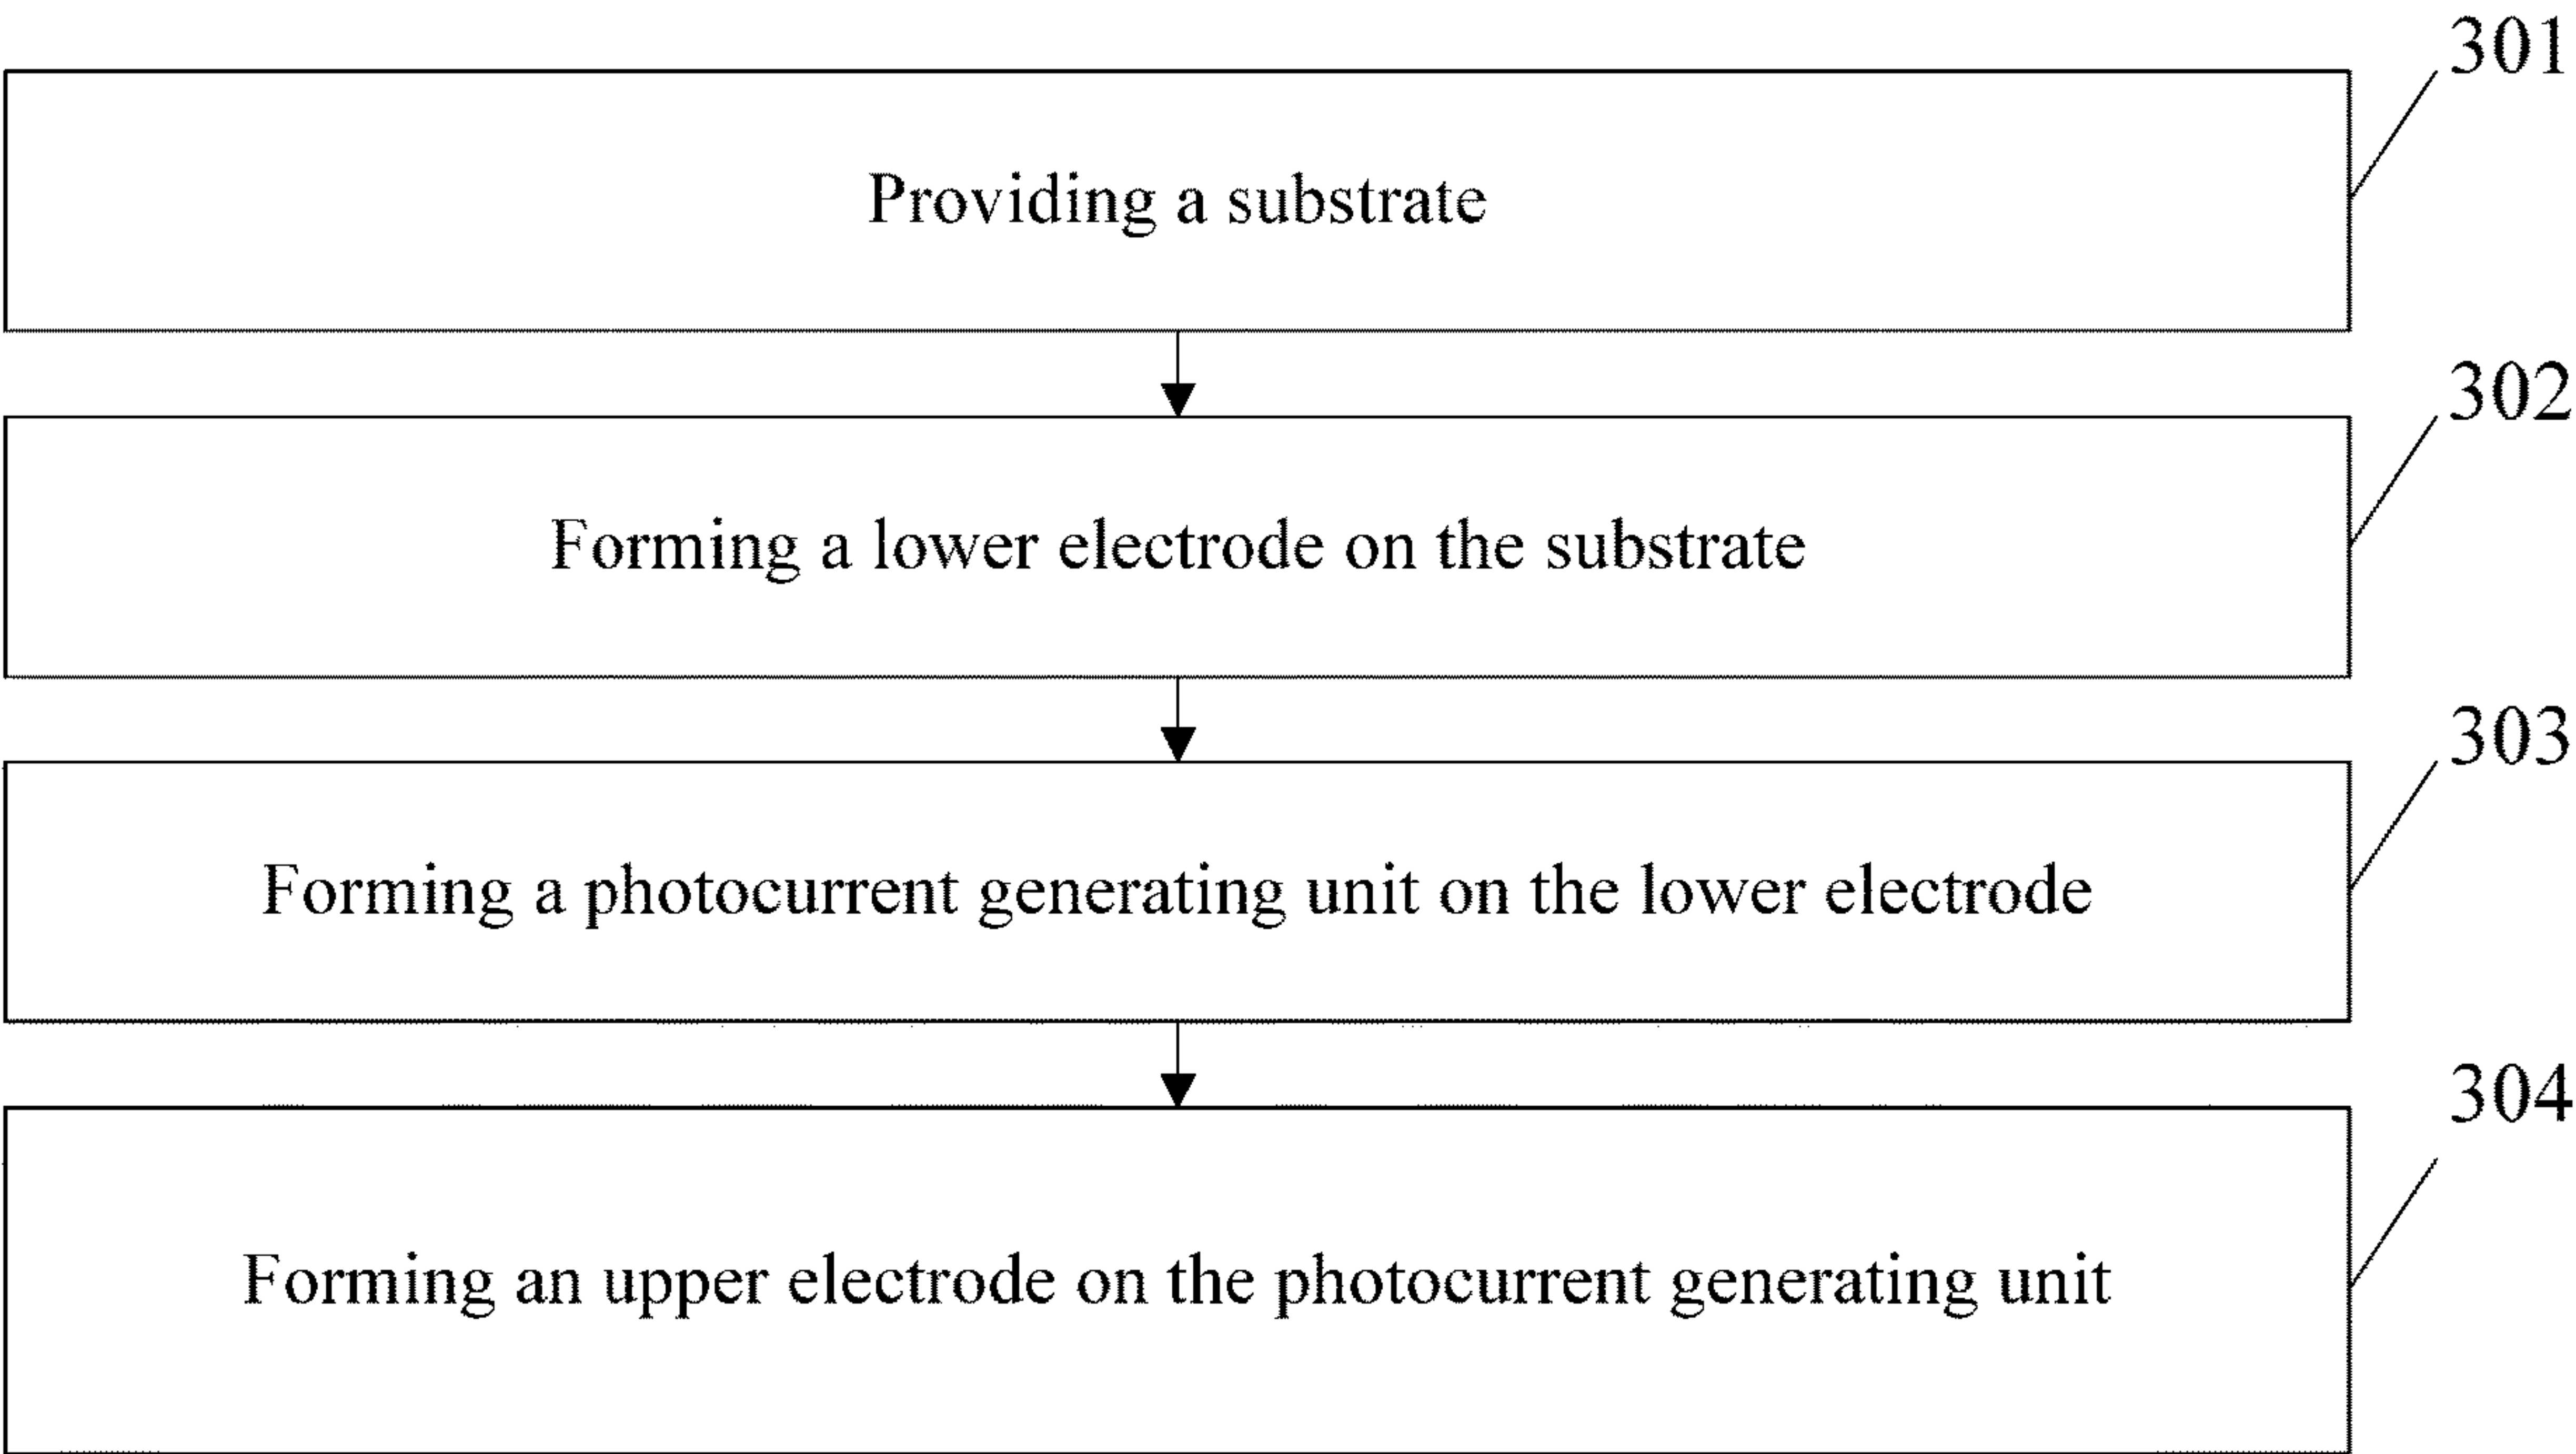 301
Providing a substrate
302
Forming a lower electrode on the substrate
303
Forming a photocurrent generating unit on the lower electrode
304
Forming an upper electrode on the photocurrent generating unit